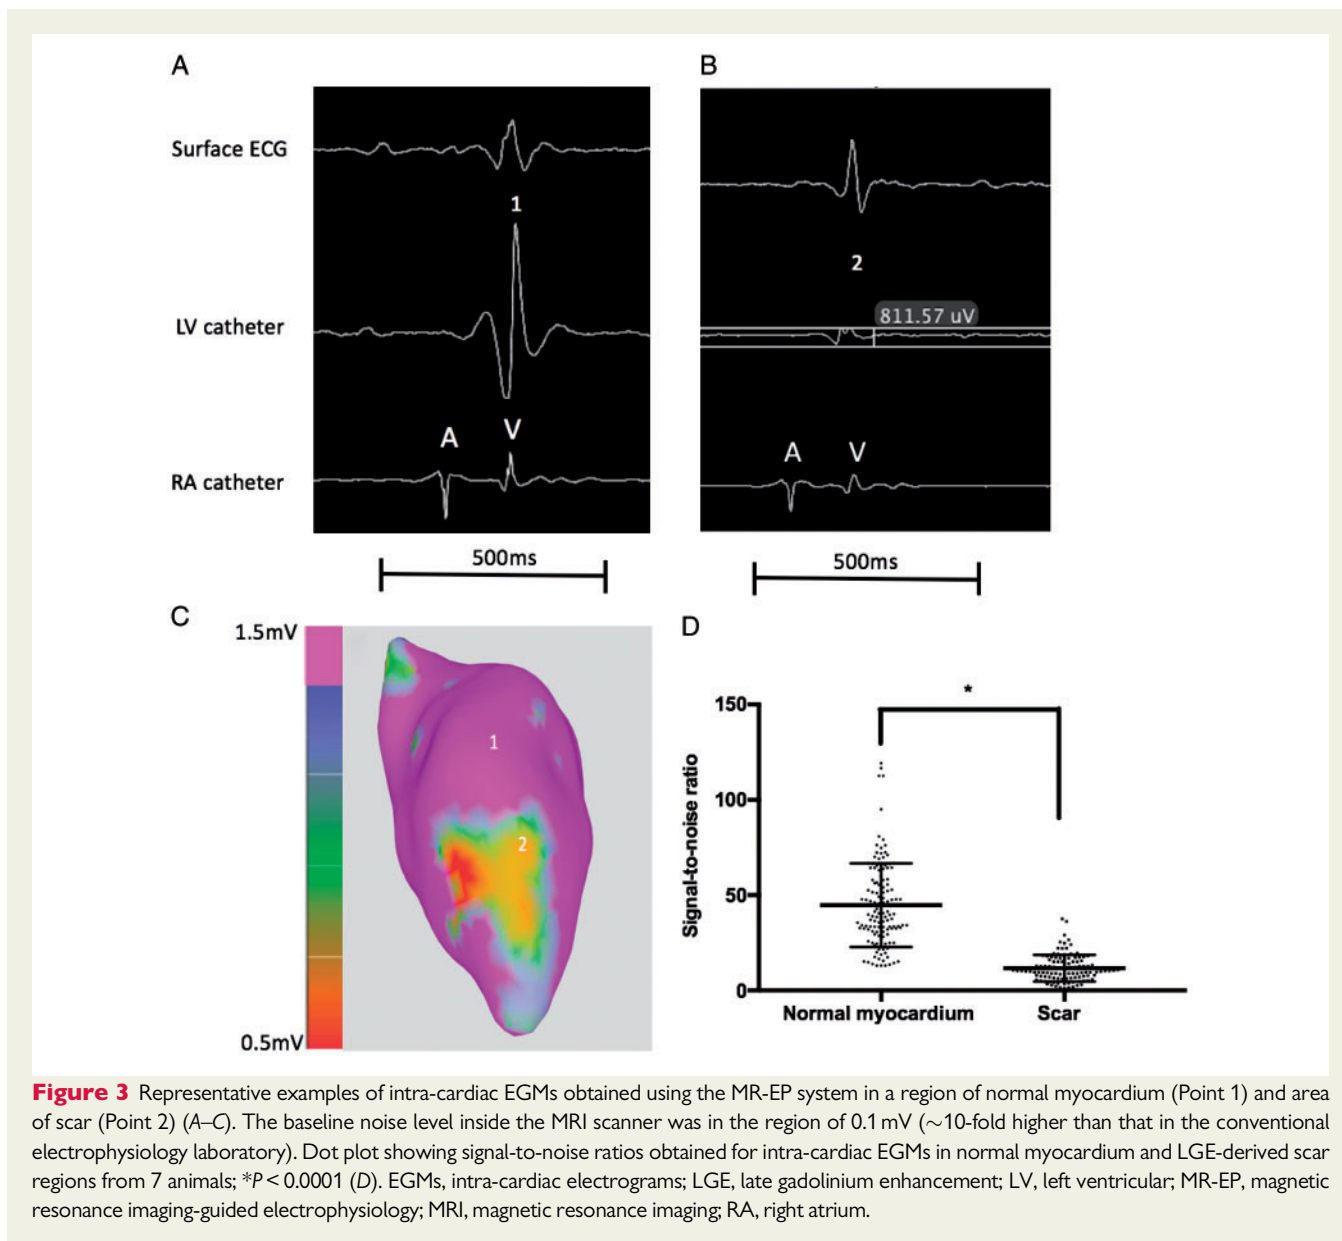 A
B
Surface ECG
1
2
811.57 uV
LV catheter
A
V
A
V
RA catheter
500ms
500ms
C
1.5mV
1
2
0.5mV
D
*
150
100
50
0
Signal-to-noise ratio
Normal myocardium
Scar
Figure 3 Representative examples of intra-cardiac EGMs obtained using the MR-EP system in a region of normal myocardium (Point 1) and area
of scar (Point 2) (A–C). The baseline noise level inside the MRI scanner was in the region of 0.1 mV (∼10-fold higher than that in the conventional
electrophysiology laboratory). Dot plot showing signal-to-noise ratios obtained for intra-cardiac EGMs in normal myocardium and LGE-derived scar
regions from 7 animals; *P < 0.0001 (D). EGMs, intra-cardiac electrograms; LGE, late gadolinium enhancement; LV, left ventricular; MR-EP, magnetic
resonance imaging-guided electrophysiology; MRI, magnetic resonance imaging; RA, right atrium.